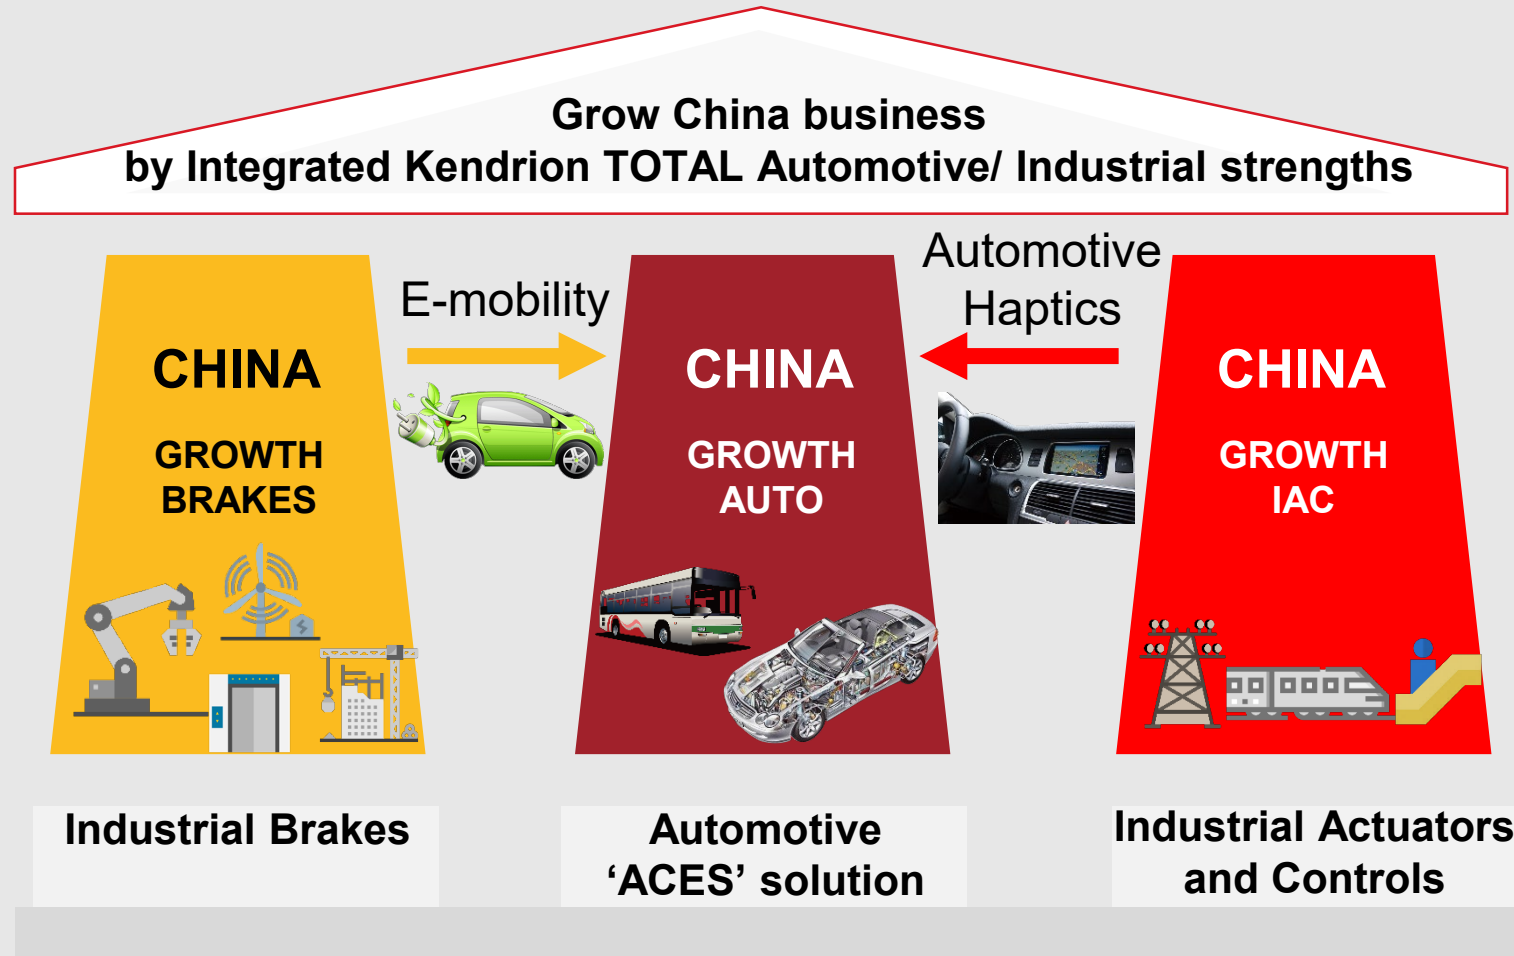 Grow China business
by Integrated Kendrion TOTAL Automotive/ Industrial strengths
E-mobility
Automotive
Haptics
CHINA
GROWTH
BRAKES
CHINA
GROWTH
AUTO
CHINA
GROWTH
IAC
Industrial Brakes
Automotive
‘ACES’ solution
Industrial Actuators
and Controls